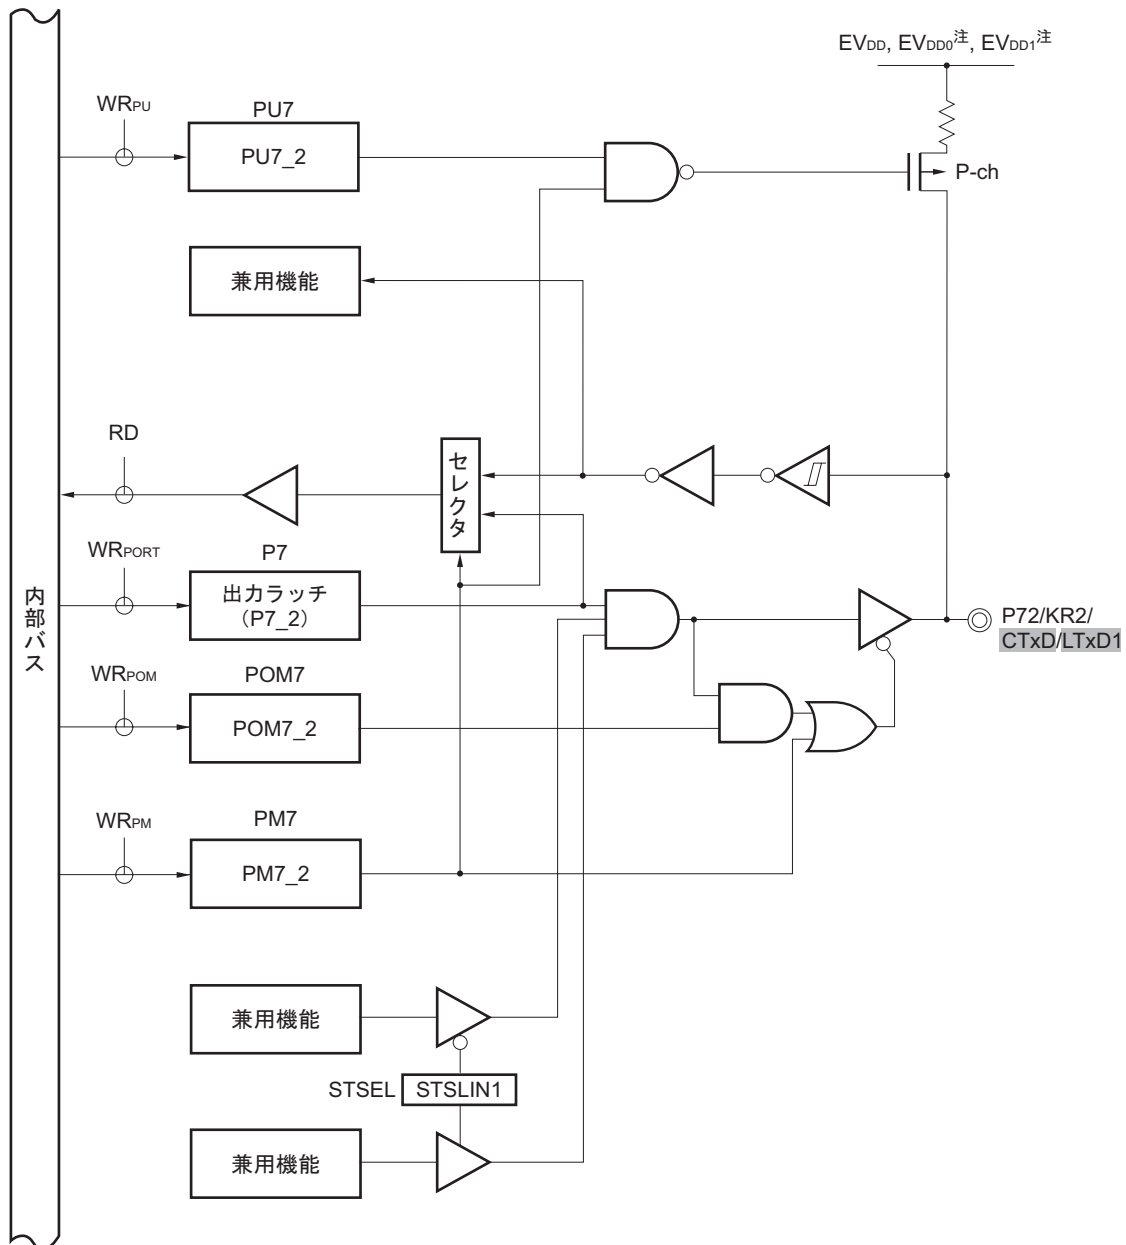 EVDD, EVDD0注, EVDD1注
WRPU
PU7
PU7_2
P-ch
兼用機能
RD
セレクタ
WRPORT
P7
出力ラッチ
(P7_2)
内部バス
P72/KR2/
CTxD/LTxD1
WRPOM
POM7
POM7_2
WRPM
PM7
PM7_2
兼用機能
STSEL
STSLIN1
兼用機能